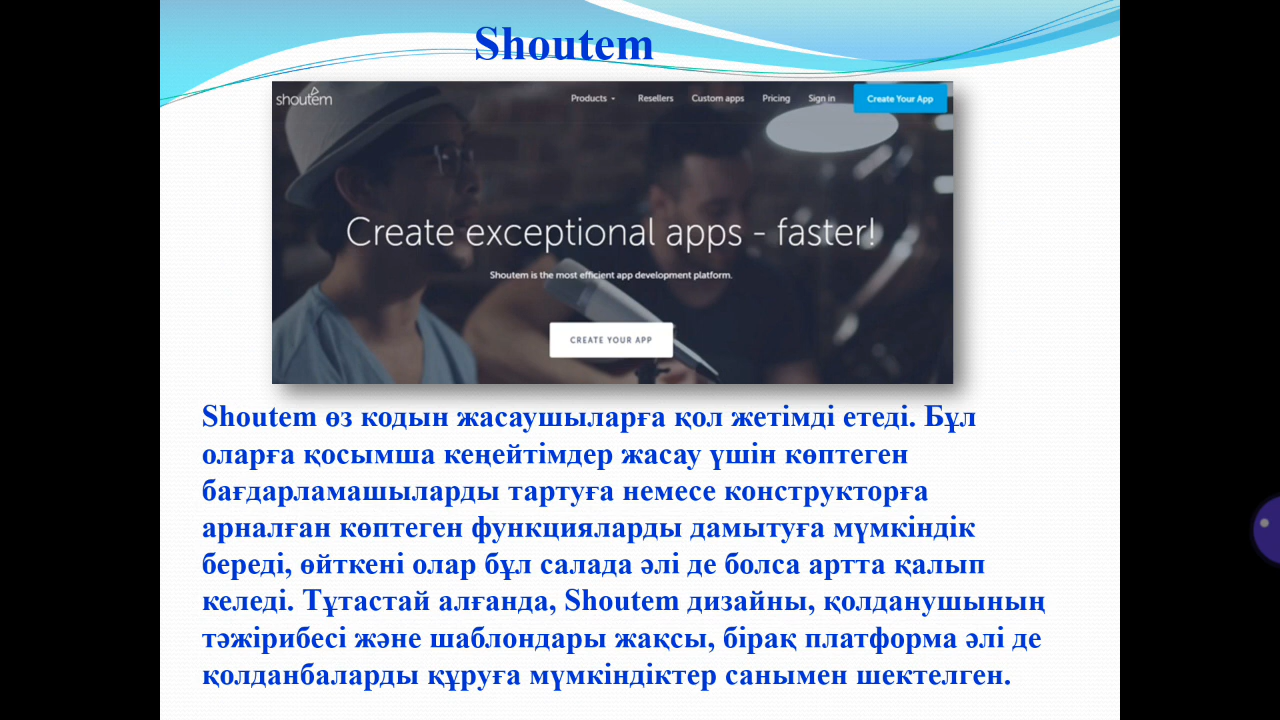 Shoutem
shoutem
Products Resellers Custom apps Pricing Sign in Create Your App
Create exceptional apps - faster!
Shoutem is the most efficient app development platform.
CREATE YOUR APP
Shoutem өз кодын жасаушыларға қол жетімді етеді. Бұл
оларға қосымша кеңейтімдер жасау үшін көптеген
бағдарламашыларды тартуға немесе конструкторға
арналған көптеген функцияларды дамытуға мүмкіндік
береді, өйткені олар бұл салада әлі де болса артта қалып
келеді. Тұтастай алғанда, Shoutem дизайны, қолданушының
тәжірибесі және шаблондары жақсы, бірақ платформа әлі де
қолданбаларды құруға мүмкіндіктер санымен шектелген.